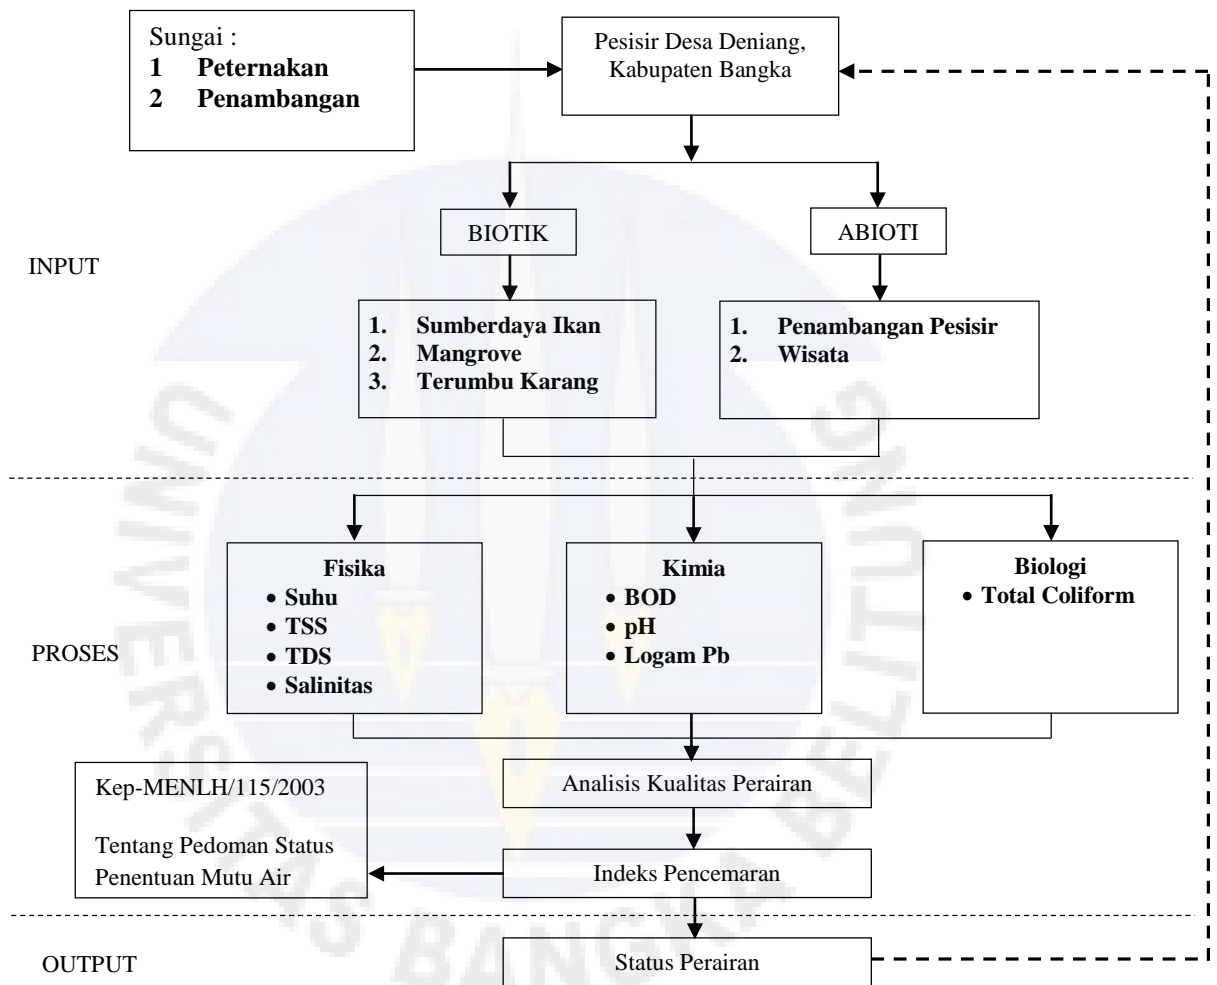 Sungai :
1 Peternakan
2 Penambangan
Pesisir Desa Deniang,
Kabupaten Bangka
BIOTIK
ABIOTI
INPUT
1. Sumberdaya Ikan
2. Mangrove
3. Terumbu Karang
1. Penambangan Pesisir
2. Wisata
Fisika
• Suhu
• TSS
• TDS
• Salinitas
Kimia
• BOD
• pH
• Logam Pb
Biologi
• Total Coliform
PROSES
Kep-MENLH/115/2003
Tentang Pedoman Status
Penentuan Mutu Air
Analisis Kualitas Perairan
Indeks Pencemaran
OUTPUT
Status Perairan
UNIVERSITAS BANGKA BELITUNG